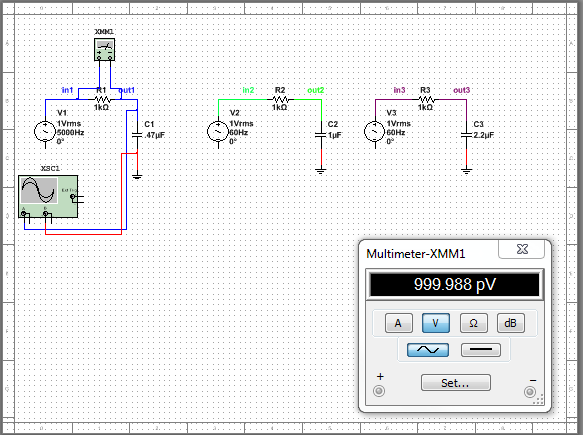 XMM1
in1
R1
out1
1kΩ
V1
1Vrms
5000Hz
0°
C1
.47µF
in2
R2
out2
1kΩ
V2
1Vrms
60Hz
0°
C2
1µF
in3
R3
out3
1kΩ
V3
1Vrms
60Hz
0°
C3
2.2µF
XSC1
Ext Trig
A
B
Multimeter-XMM1
999.988 pV
A V Ω dB
+ Set... −